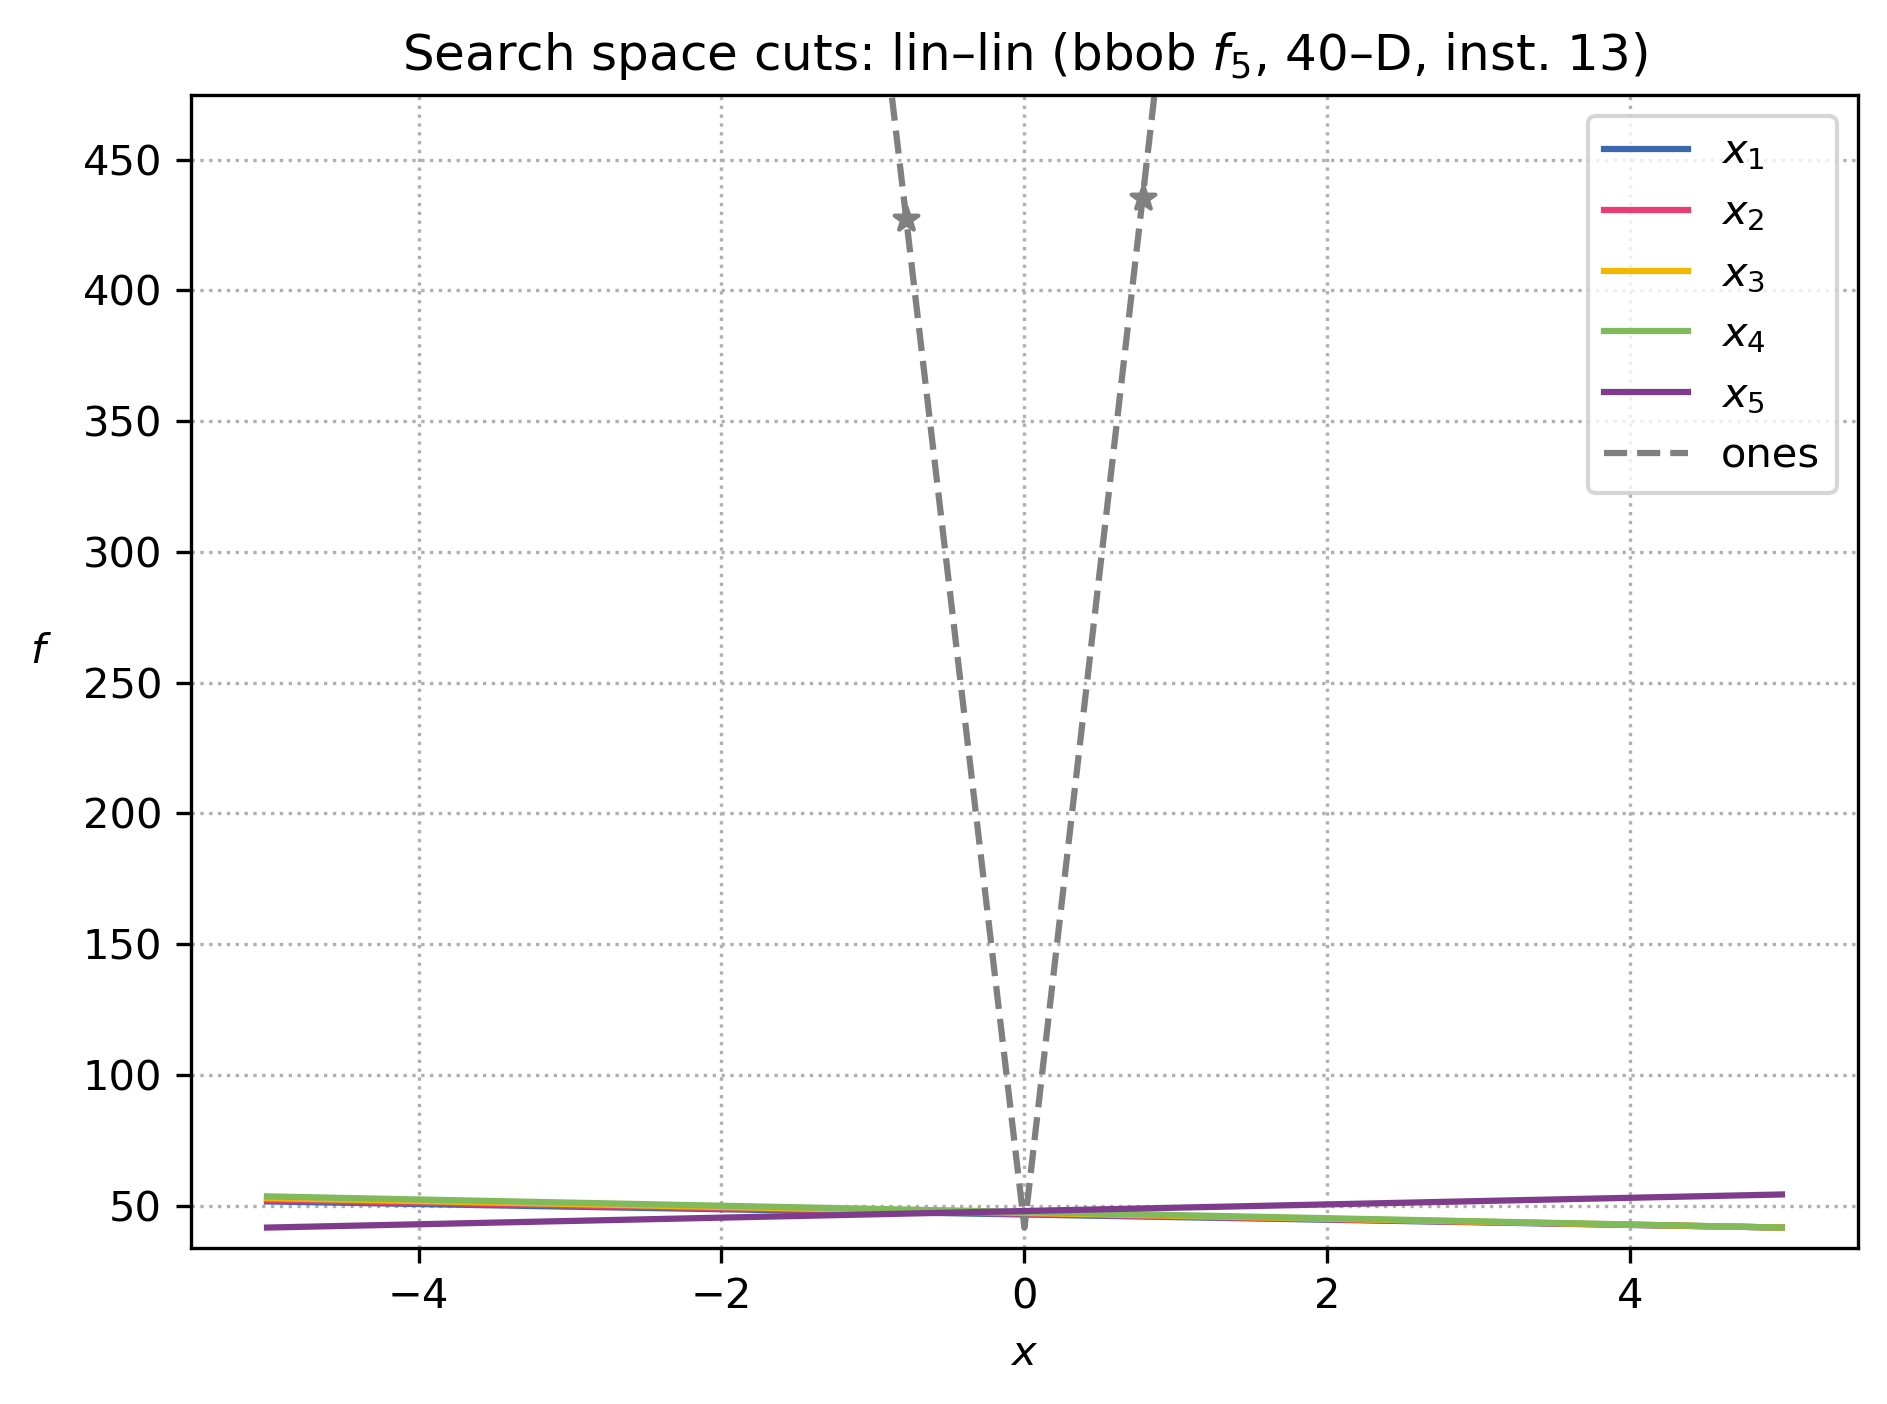 Search space cuts: lin–lin (bbob f₅, 40–D, inst. 13)
450
400
350
300
250
200
150
100
50
f
−4
−2
0
2
4
x
x₁
x₂
x₃
x₄
x₅
ones